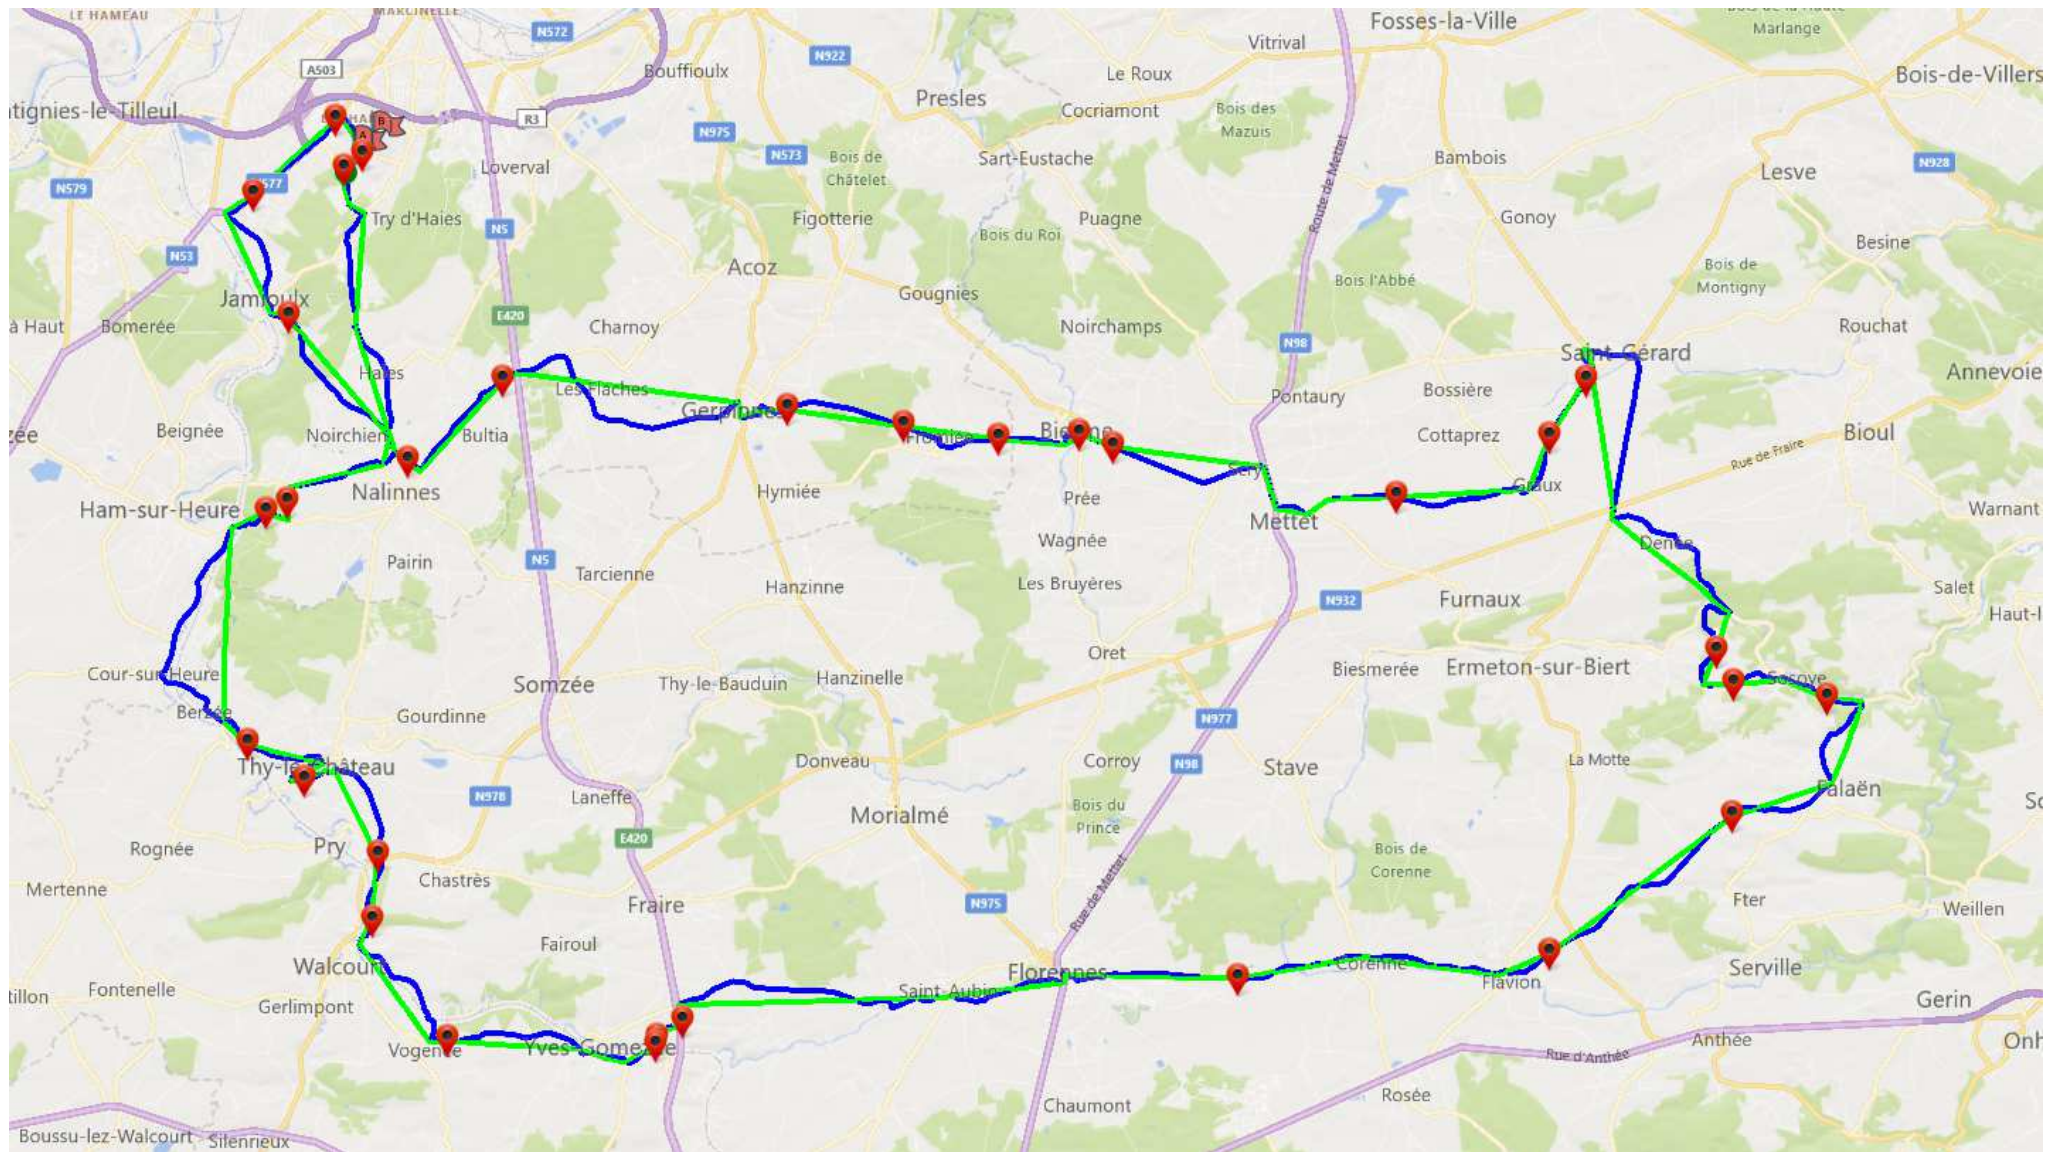 LE HAMEAU
MARCINELLE
N572
Fosses-la-Ville
Vitrival
Marlange
A503
Bouffioulx
N922
Le Roux
Bois-de-Villers
tignies-le-Tilleul
Presles
Cocriamont
Bois des
Mazuis
B
R3
A
N975
N573
Bois de
Châtelet
Sart-Eustache
Route de Mettet
Bambois
N928
Loverval
Lesve
N579
N577
Try d'Haies
Figotterie
Puagne
Gonoy
N5
Bois du Roi
Besine
N53
Acoz
Bois l'Abbé
Bois de
Montigny
Jamioulx
Gougnies
à Haut
Bomerée
E420
Charnoy
Noirchamps
Rouchat
N98
Saint-Gérard
Haies
Les Flaches
Pontaury
Bossière
Annevoie
Gerpinnes
Beignée
Noirchien
Bultia
Fromiée
Biesme
Cottaprez
Bioul
Rue de Fraire
Sery
Nalinnes
Hymiée
Prée
Graux
Ham-sur-Heure
Mettet
Warnant
Wagnée
Denée
Pairin
N5
Tarcienne
Hanzinne
Les Bruyères
Salet
N932
Furnaux
Haut-l
Cour-sur-Heure
Oret
Biesmerée
Ermeton-sur-Biert
Sosoye
Somzée
Thy-le-Bauduin
Hanzinelle
Berzée
Gourdinne
N977
Thy-le-Château
Donveau
Corroy
N98
Stave
La Motte
N978
Laneffe
Falaën
Morialmé
Bois du
Prince
E420
Rognée
Pry
Bois de
Corenne
Mertenne
Chastrès
Rue de Mettet
Fraire
N975
Fter
Weillen
Fairoul
Walcourt
Florennes
Corenne
Serville
tillon
Fontenelle
Saint-Aubin
Flavion
Gerlimpont
Gerin
Vogenée
Yves-Gomezée
Rue d'Anthée
Anthée
Onh
Chaumont
Rosée
Boussu-lez-Walcourt
Silenrieux